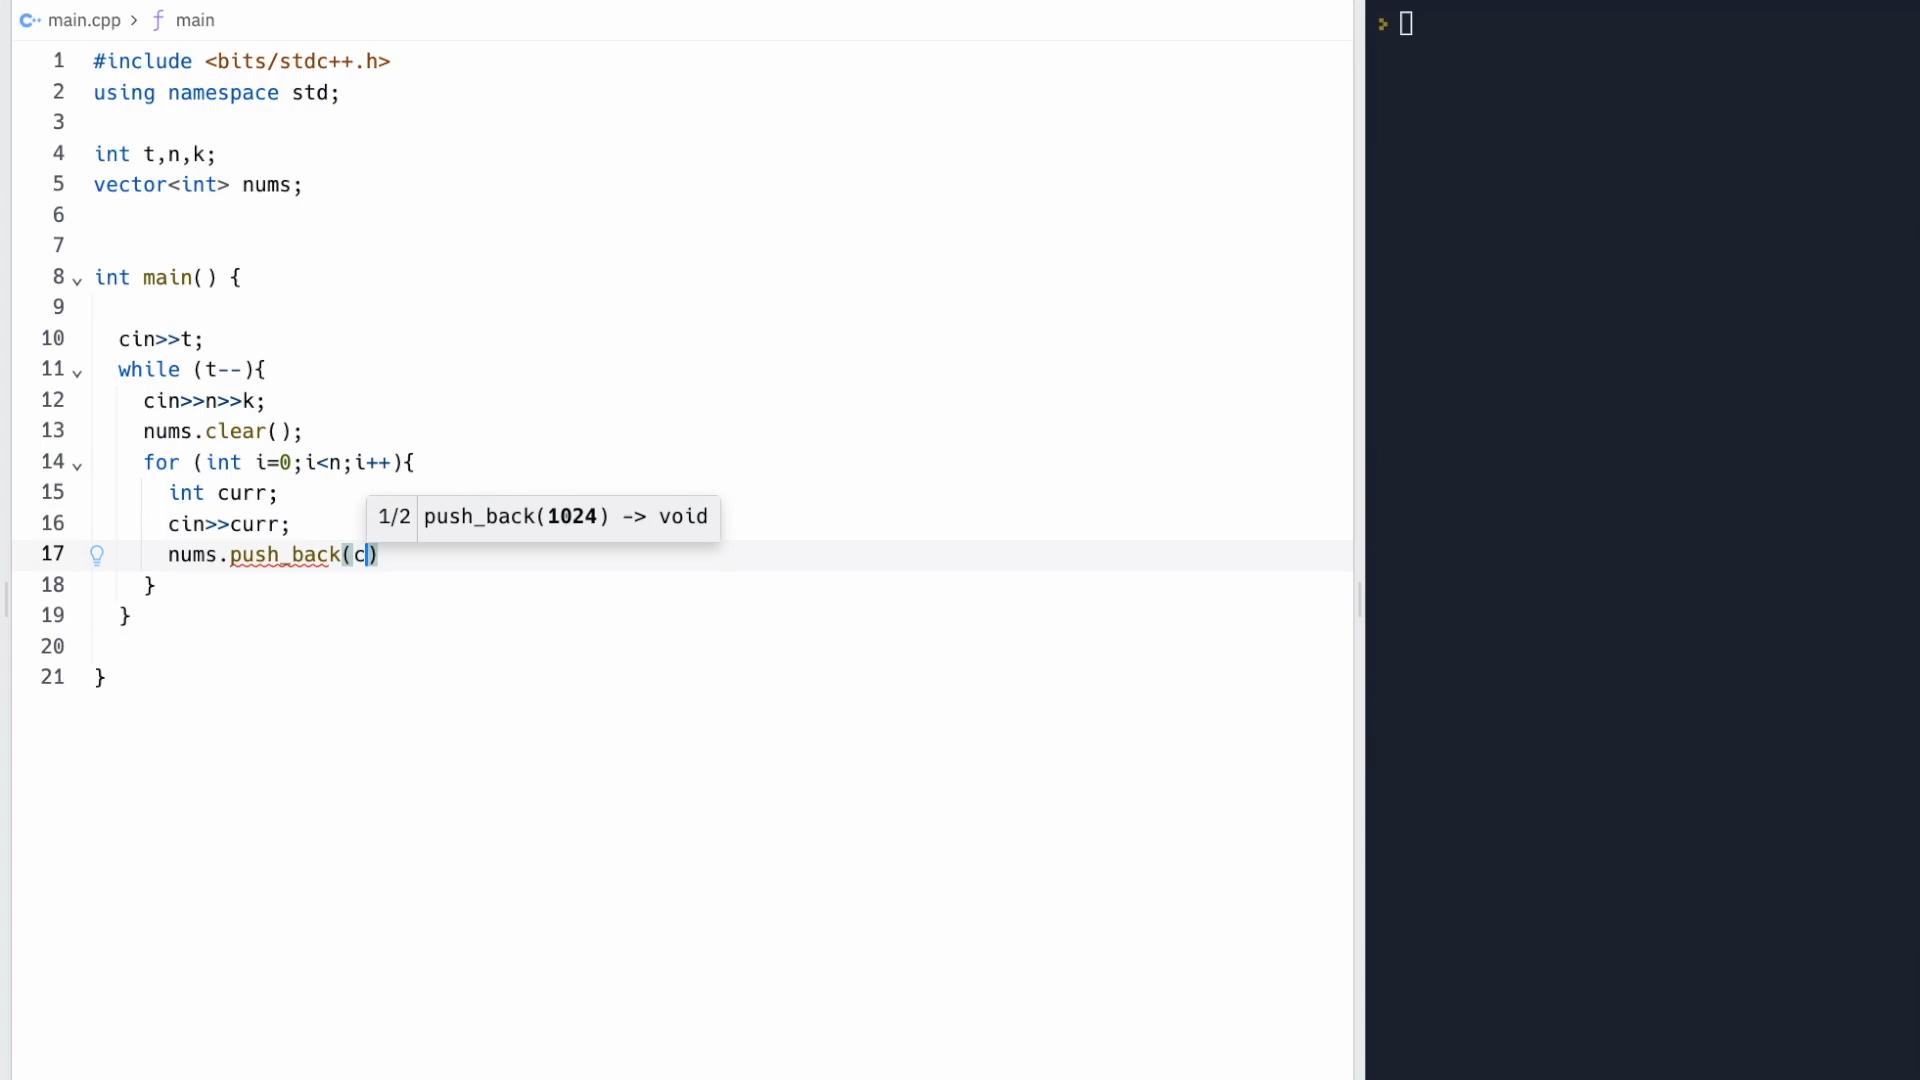 main.cpp > ƒ main
1 #include <bits/stdc++.h>
2 using namespace std;
3
4 int t,n,k;
5 vector<int> nums;
6
7
8 int main() {
9
10 cin>>t;
11 while (t--){
12 cin>>n>>k;
13 nums.clear();
14 for (int i=0;i<n;i++){
15 int curr;
16 cin>>curr;
1/2 push_back(1024) -> void
17 nums.push_back(c)
18 }
19 }
20
21 }